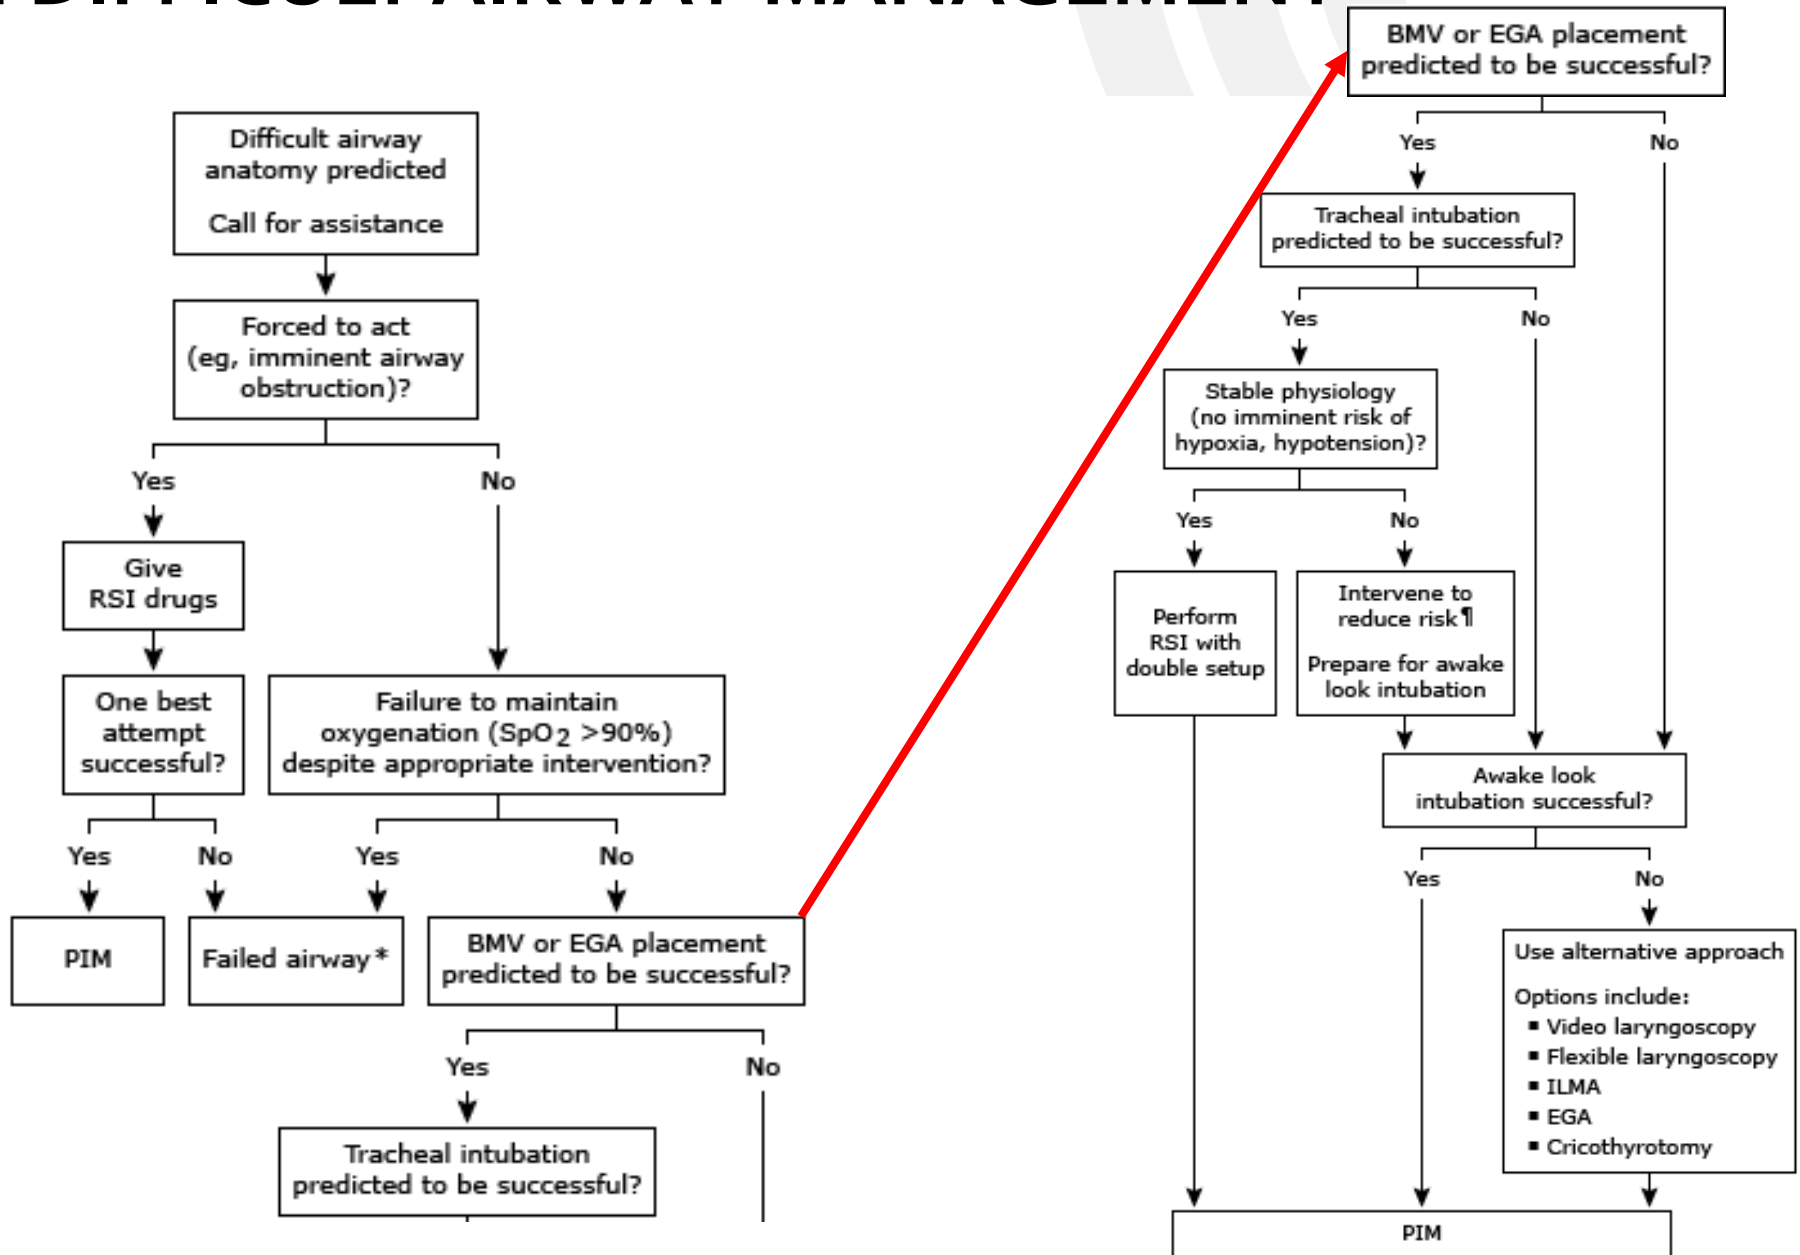 DIFFICULT AIRWAY MANAGEMENT
Difficult airway
anatomy predicted
Call for assistance
Forced to act
(eg, imminent airway
obstruction)?
Yes
No
Give
RSI drugs
One best
attempt
successful?
Failure to maintain
oxygenation (SpO2 >90%)
despite appropriate intervention?
Yes
No
Yes
No
PIM
Failed airway*
BMV or EGA placement
predicted to be successful?
Yes
No
Tracheal intubation
predicted to be successful?
BMV or EGA placement
predicted to be successful?
Yes
No
Tracheal intubation
predicted to be successful?
Yes
No
Stable physiology
(no imminent risk of
hypoxia, hypotension)?
Yes
No
Perform
RSI with
double setup
Intervene to
reduce risk¶
Prepare for awake
look intubation
Awake look
intubation successful?
Yes
No
Use alternative approach
Options include:
▪ Video laryngoscopy
▪ Flexible laryngoscopy
▪ ILMA
▪ EGA
▪ Cricothyrotomy
PIM